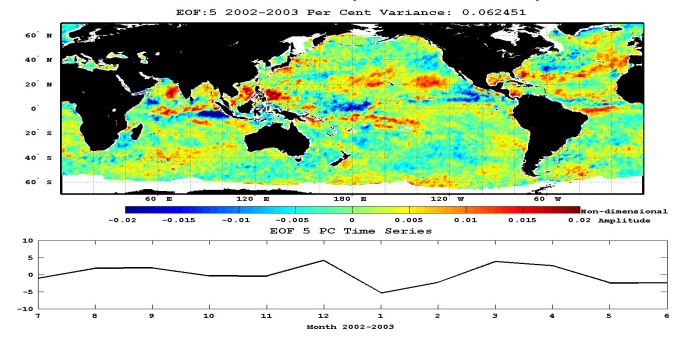 EOF:5 2002-2003 Per Cent Variance: 0.062451
60° N
40° N
20° N
0°
20° S
40° S
60° S
60 E 120 E 180 W 120 W 60 W
-0.02 -0.015 -0.01 -0.005 0 0.005 0.01 0.015 0.02 Non-dimensional Amplitude
EOF 5 PC Time Series
10
5
0
-5
-10
7 8 9 10 11 12 1 2 3 4 5 6
Month 2002-2003